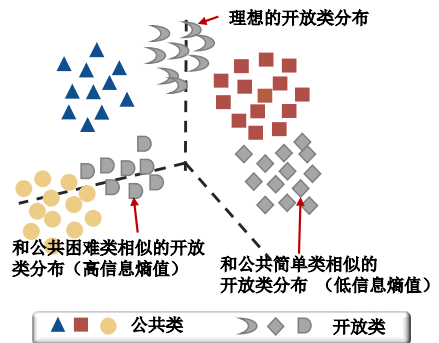 理想的开放类分布
和公共困难类相似的开放
类分布（高信息熵值）
和公共简单类相似的
开放类分布 （低信息熵值）
公共类
开放类